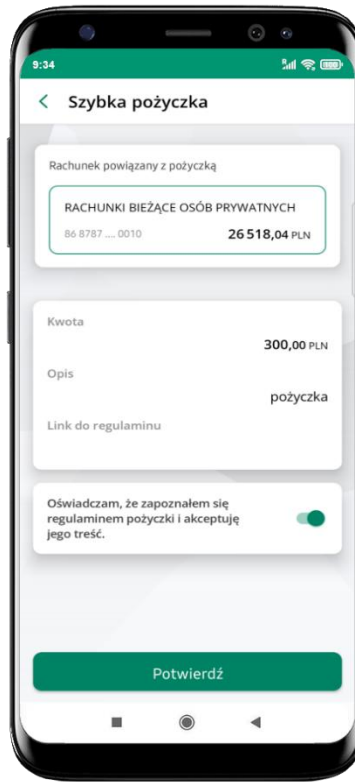 9:34
Szybka pożyczka
Rachunek powiązany z pożyczką
RACHUNKI BIEŻĄCE OSÓB PRYWATNYCH
86 8787 .... 0010 26 518,04 PLN
Kwota
300,00 PLN
Opis
pożyczka
Link do regulaminu
Oświadczam, że zapoznałem się
regulaminem pożyczki i akceptuję
jego treść.
Potwierdź